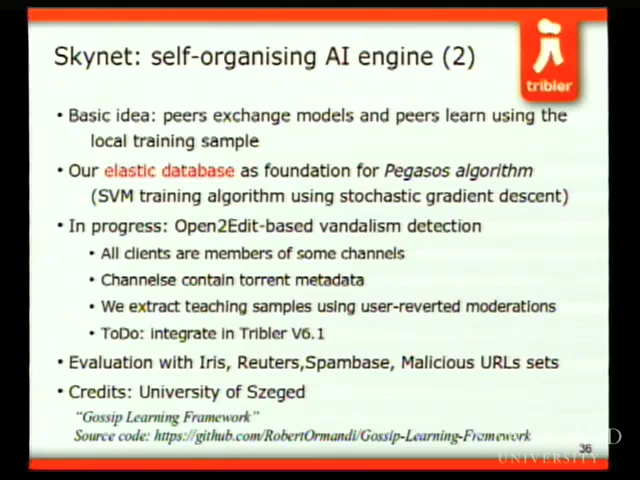 Skynet: self-organising AI engine (2)
tribler
• Basic idea: peers exchange models and peers learn using the
local training sample
• Our elastic database as foundation for Pegasos algorithm
(SVM training algorithm using stochastic gradient descent)
• In progress: Open2Edit-based vandalism detection
• All clients are members of some channels
• Channelse contain torrent metadata
• We extract teaching samples using user-reverted moderations
• ToDo: integrate in Tribler V6.1
• Evaluation with Iris, Reuters,Spambase, Malicious URLs sets
• Credits: University of Szeged
"Gossip Learning Framework"
Source code: https://github.com/RobertOrmandi/Gossip-Learning-Framework
36
UNIVERSITY